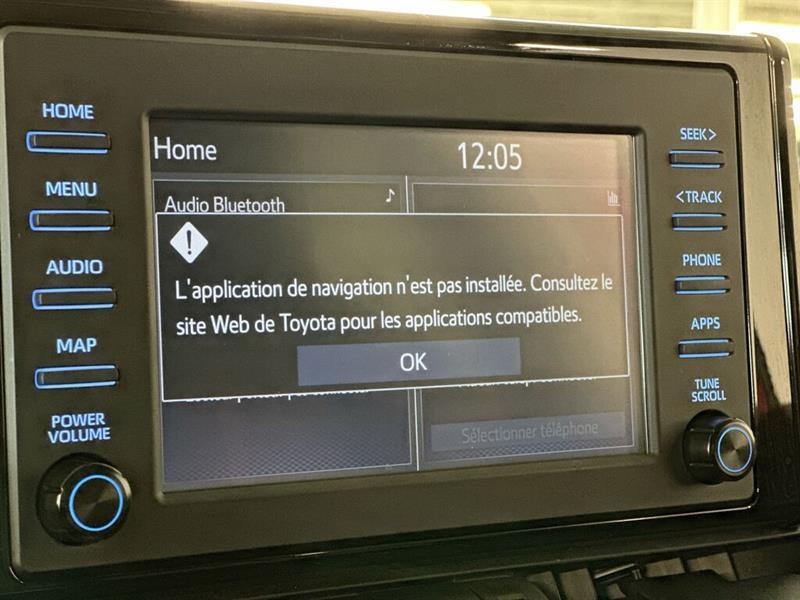 HOME
MENU
AUDIO
MAP
POWER
VOLUME
Home
12:05
Audio Bluetooth
!
L'application de navigation n'est pas installée. Consultez le
site Web de Toyota pour les applications compatibles.
OK
Sélectionner téléphone
SEEK>
<TRACK
PHONE
APPS
TUNE
SCROLL